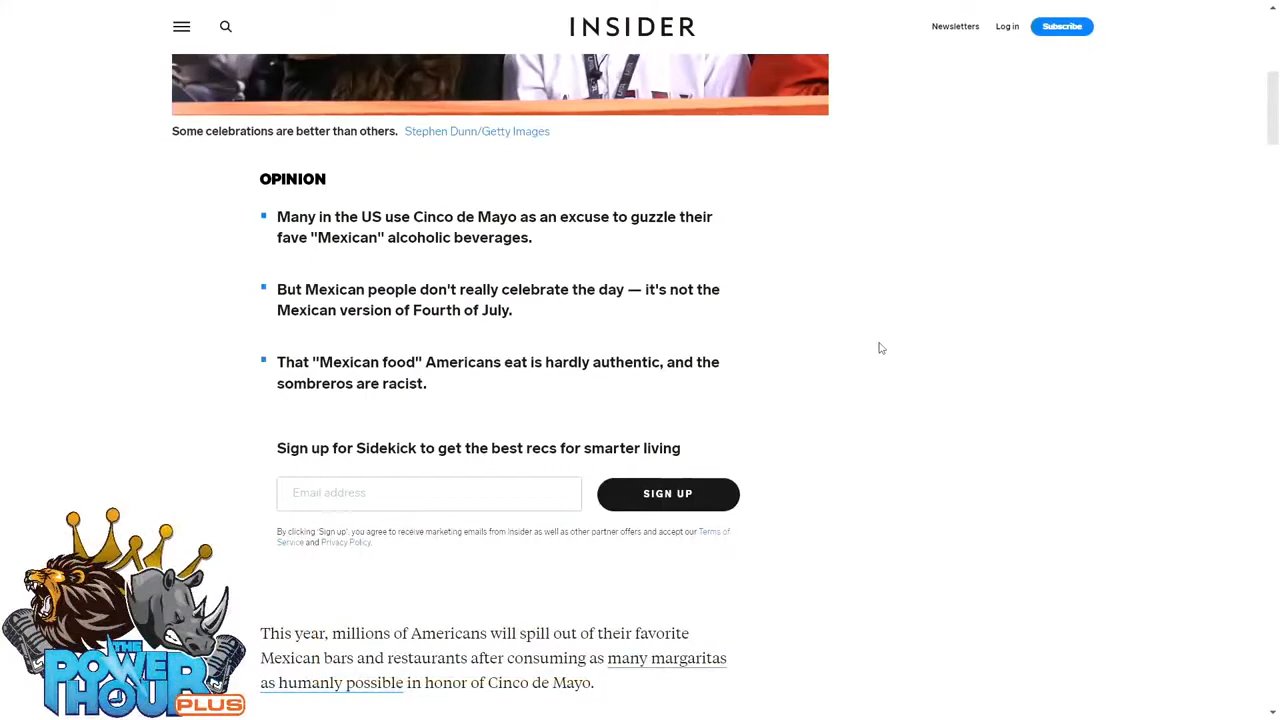 INSIDER
Newsletters Log in Subscribe
Some celebrations are better than others. Stephen Dunn/Getty Images
OPINION
Many in the US use Cinco de Mayo as an excuse to guzzle their
fave "Mexican" alcoholic beverages.
But Mexican people don't really celebrate the day — it's not the
Mexican version of Fourth of July.
That "Mexican food" Americans eat is hardly authentic, and the
sombreros are racist.
Sign up for Sidekick to get the best recs for smarter living
Email address
SIGN UP
By clicking 'Sign up', you agree to receive marketing emails from Insider as well as other partner offers and accept our Terms of
Service and Privacy Policy.
This year, millions of Americans will spill out of their favorite
Mexican bars and restaurants after consuming as many margaritas
as humanly possible in honor of Cinco de Mayo.
THE
POWER
HOUR
PLUS